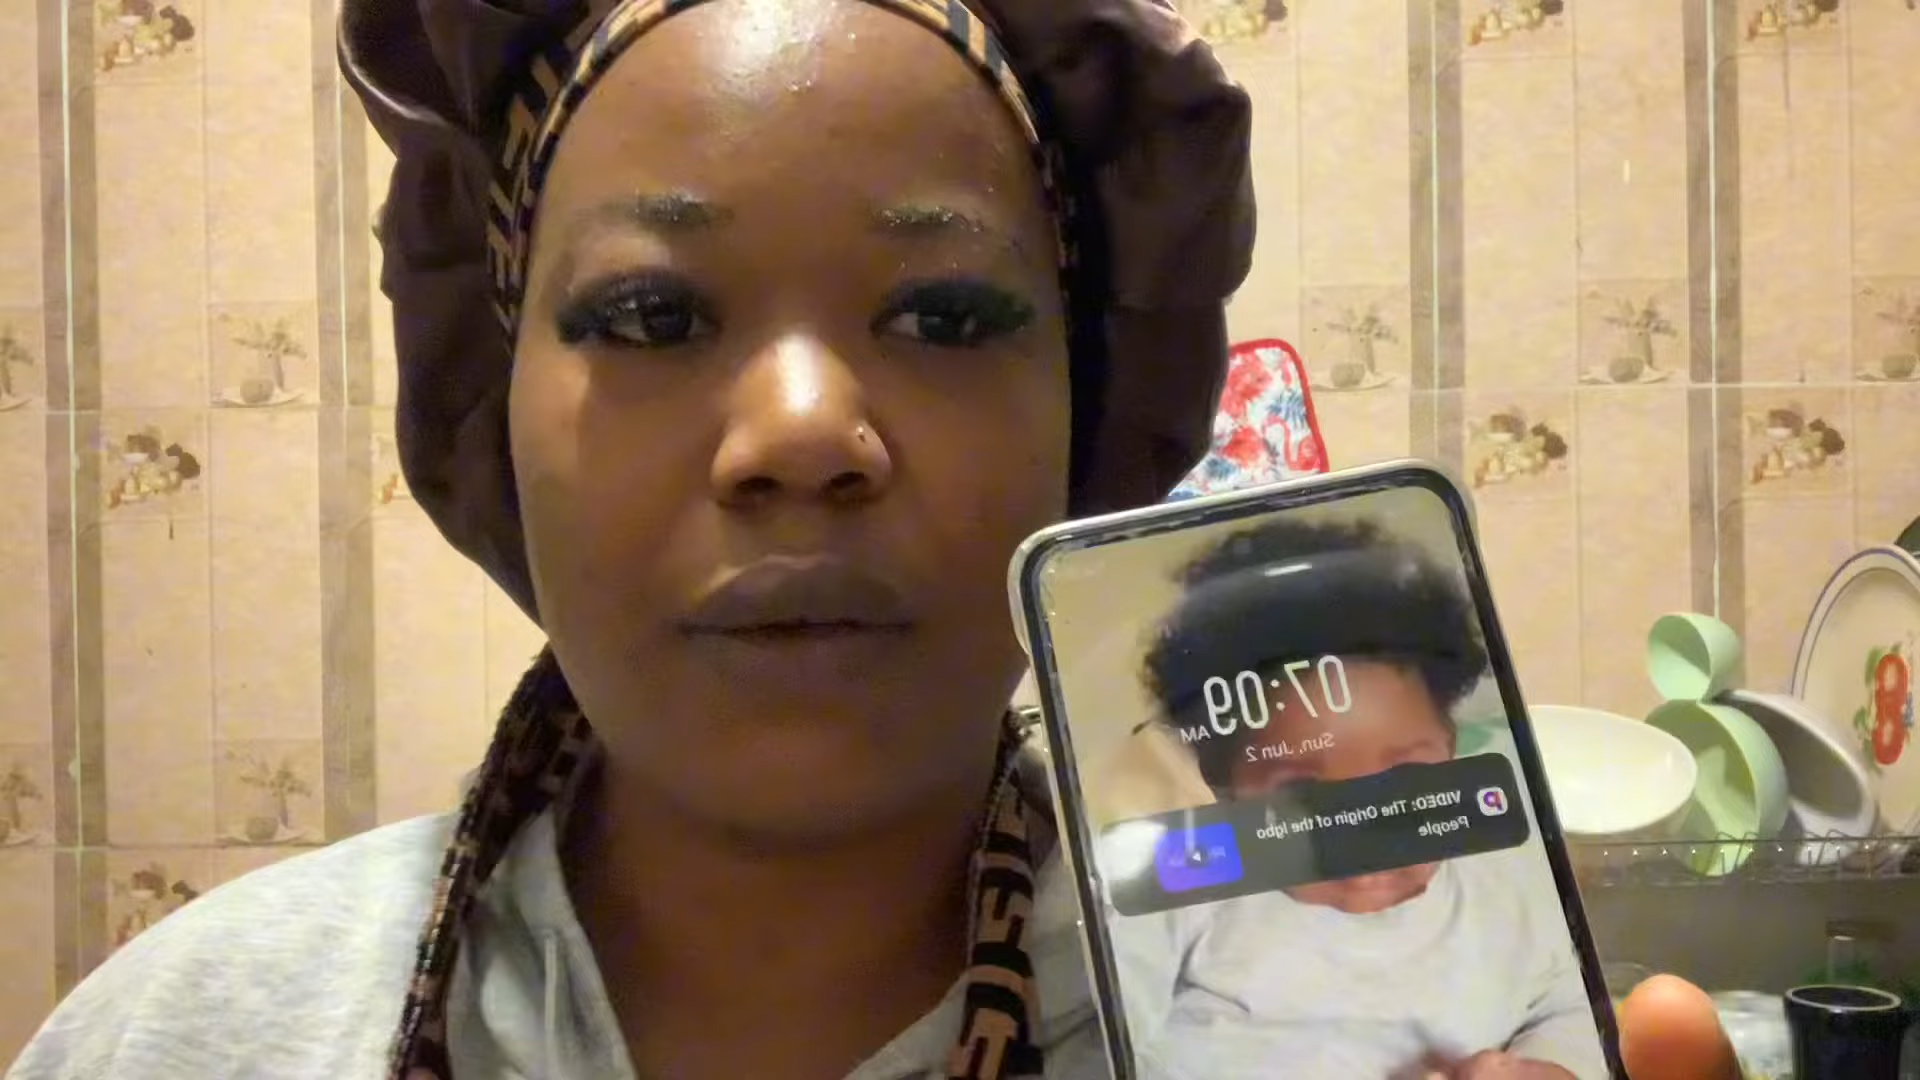 07:09 AM
Sun, Jun 2
VIDEO: The Origin of the Igbo
People